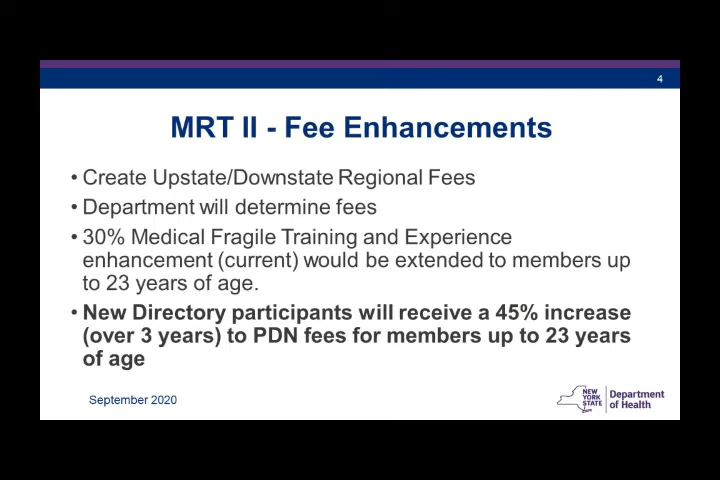 4
MRT II - Fee Enhancements
• Create Upstate/Downstate Regional Fees
• Department will determine fees
• 30% Medical Fragile Training and Experience
enhancement (current) would be extended to members up
to 23 years of age.
• New Directory participants will receive a 45% increase
(over 3 years) to PDN fees for members up to 23 years
of age
September 2020
NEW
YORK
STATE
Department
of Health